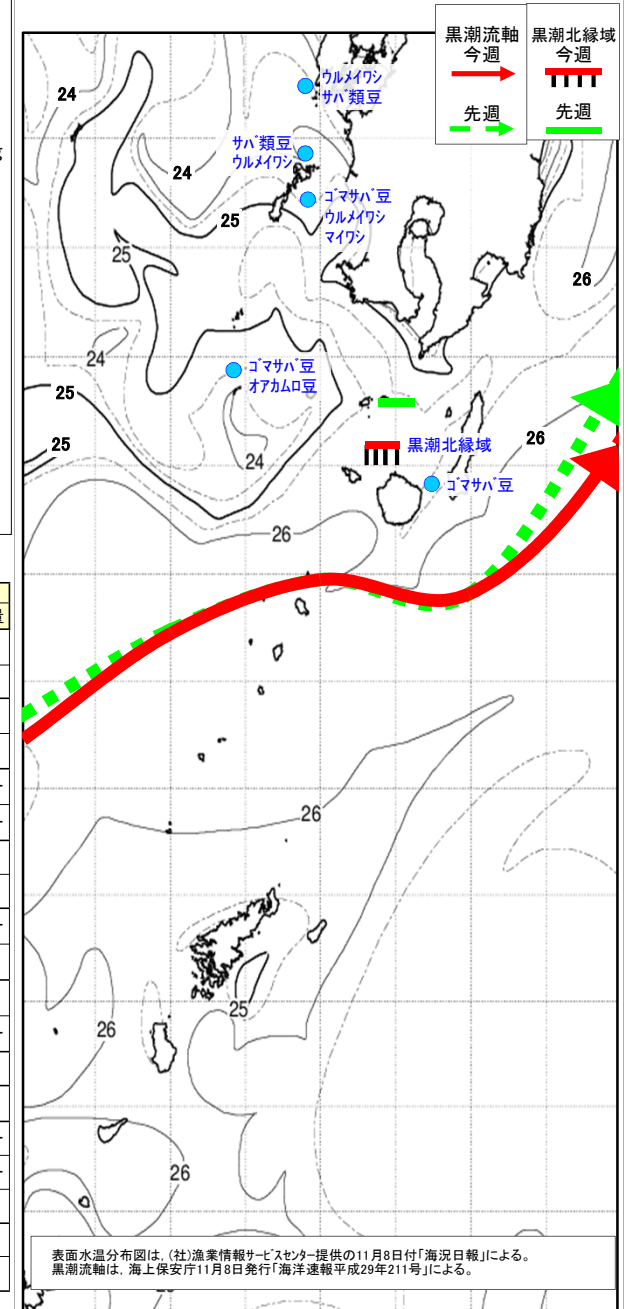 黒潮流軸
今週
先週
黒潮北縁域
今週
先週
24
ウルメイワシ
サバ類豆
サバ類豆
ウルメイワシ
24
ゴマサバ豆
ウルメイワシ
マイワシ
25
25
26
24
ゴマサバ豆
オアカムロ豆
25
25
24
26
黒潮北縁域
ゴマサバ豆
26
量
26
25
26
26
表面水温分布図は，(社)漁業情報サービスセンター提供の11月8日付「海況日報」による。
黒潮流軸は，海上保安庁11月8日発行「海洋速報平成29年211号」による。